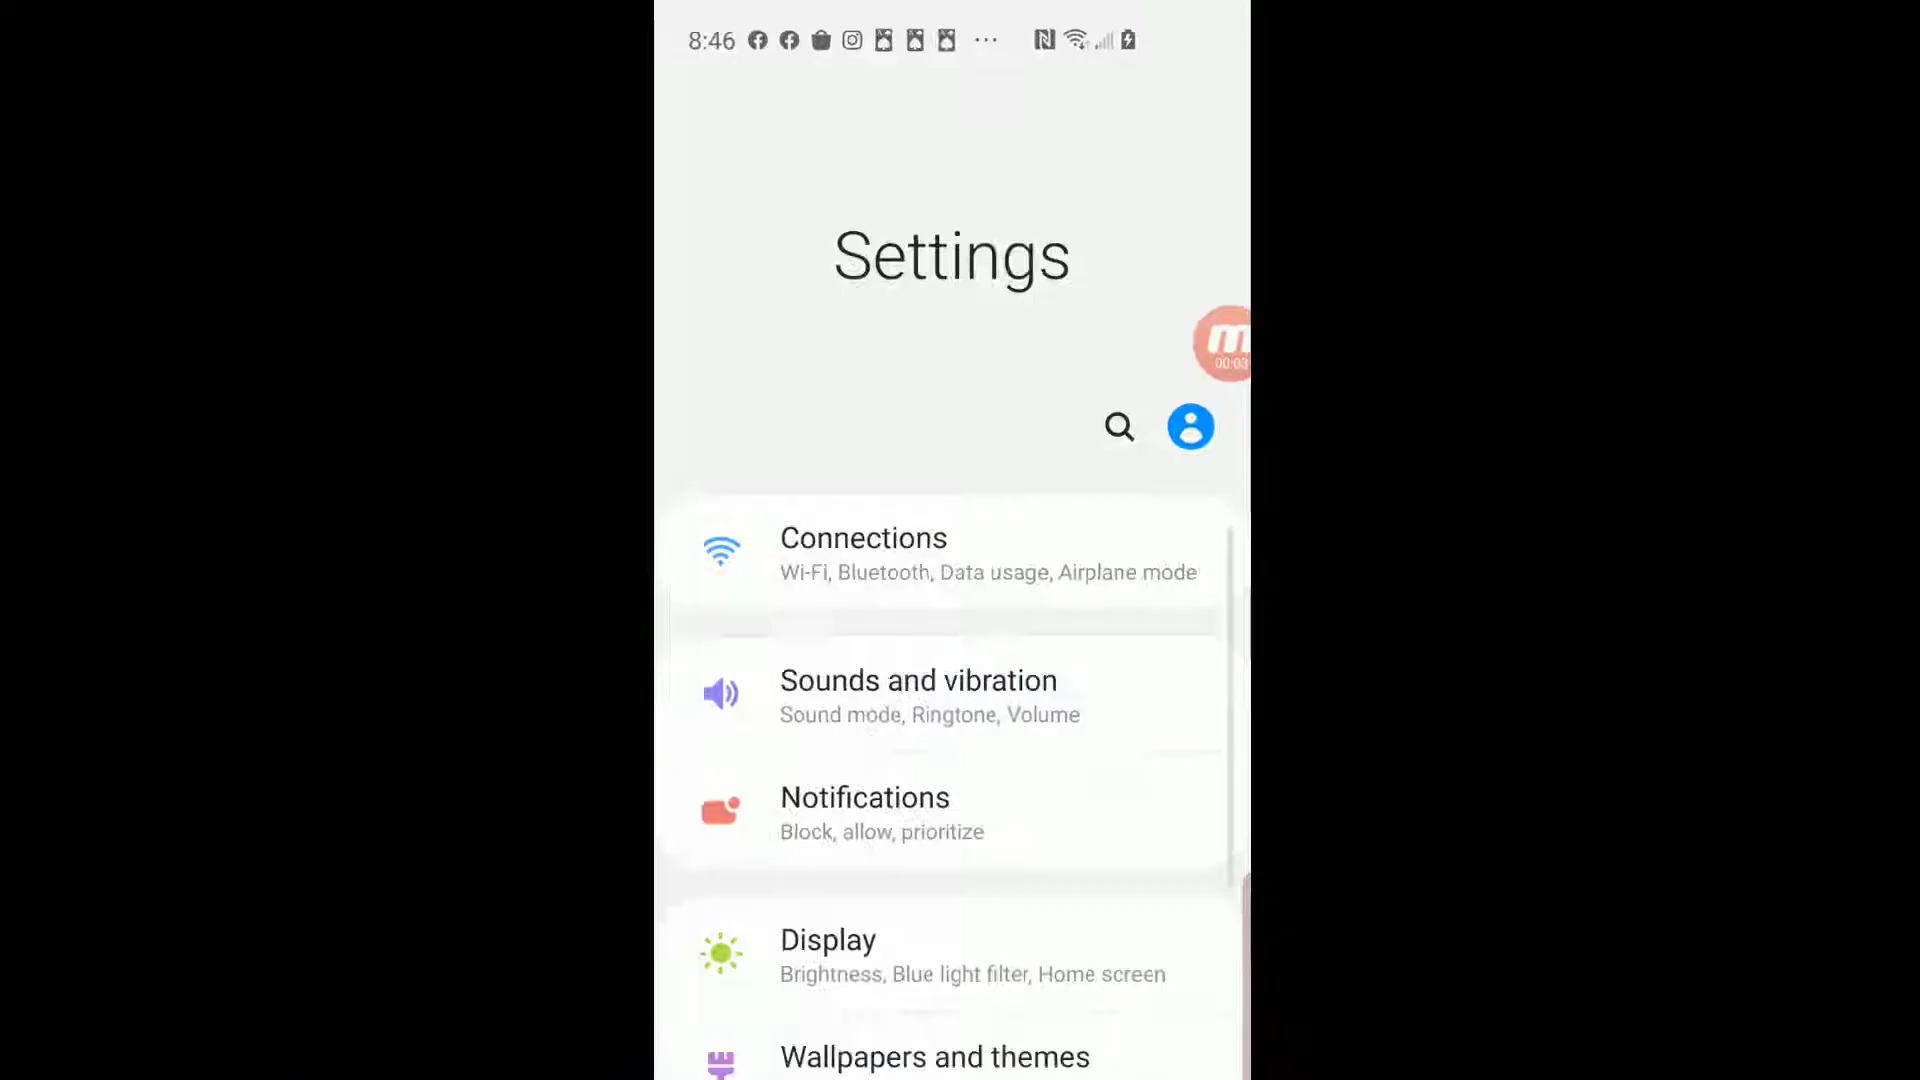 8:46
Settings
m
00:03
Connections
Wi-Fi, Bluetooth, Data usage, Airplane mode
Sounds and vibration
Sound mode, Ringtone, Volume
Notifications
Block, allow, prioritize
Display
Brightness, Blue light filter, Home screen
Wallpapers and themes